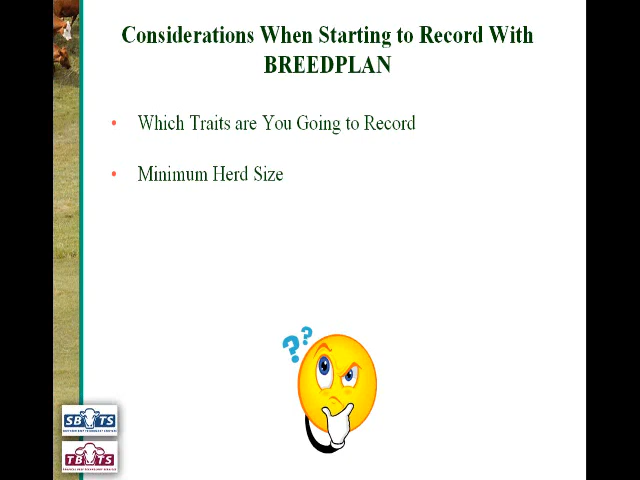 Considerations When Starting to Record With
BREEDPLAN
• Which Traits are You Going to Record
• Minimum Herd Size
??
SBTS
TBTS